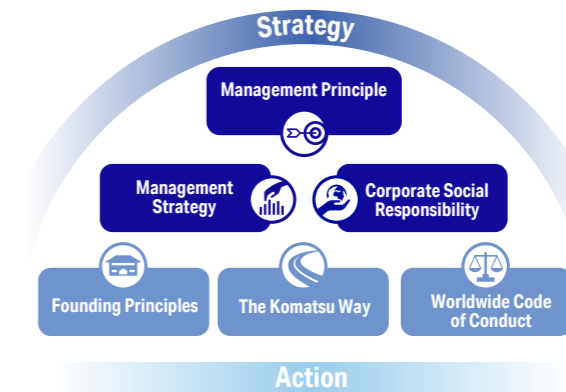 Strategy
Management Principle
Management
Strategy
Corporate Social
Responsibility
Founding Principles
The Komatsu Way
Worldwide Code
of Conduct
Action